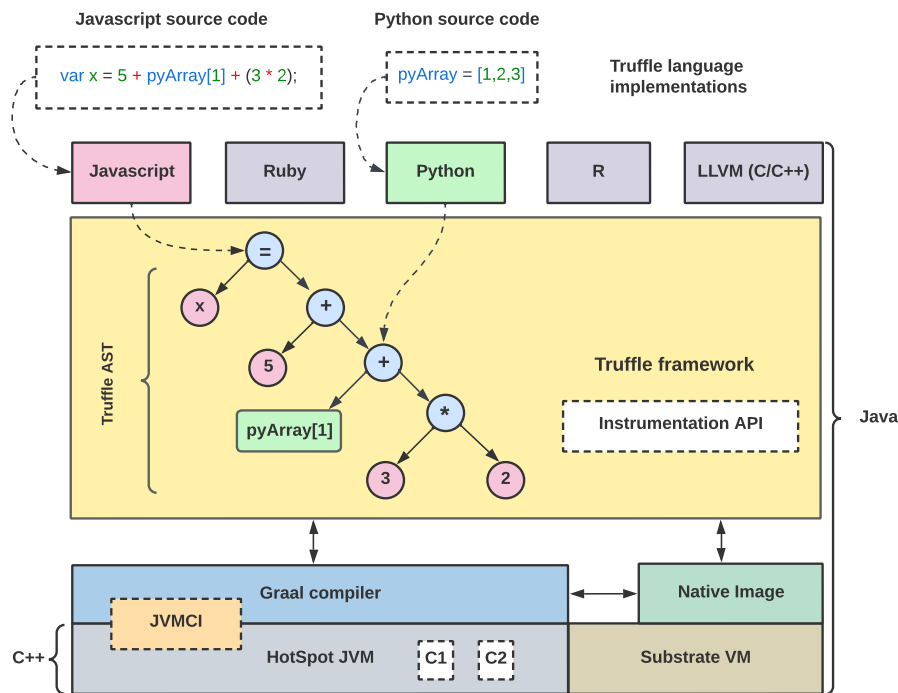 Javascript source code
Python source code
var x = 5 + pyArray[1] + (3 * 2);
pyArray = [1,2,3]
Truffle language
implementations
Javascript
Ruby
Python
R
LLVM (C/C++)
=
x
+
5
+
pyArray[1]
*
3
2
Truffle AST
Truffle framework
Instrumentation API
Java
Graal compiler
Native Image
JVMCI
C++
HotSpot JVM
C1
C2
Substrate VM